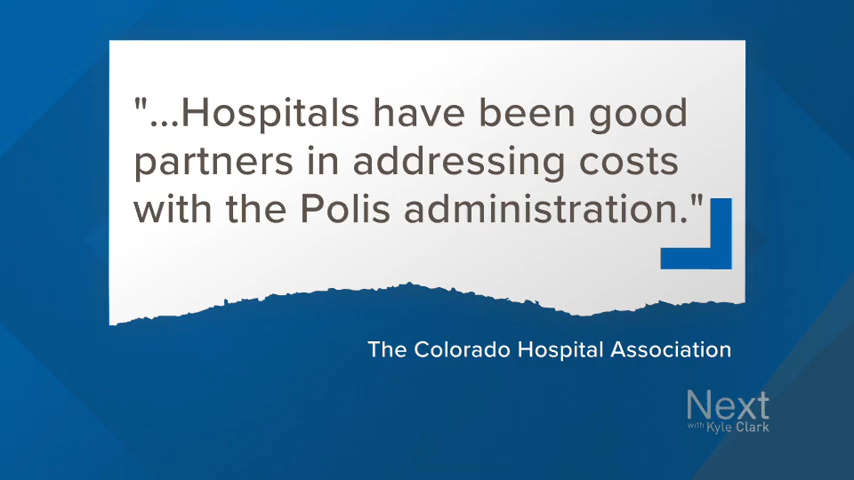 "...Hospitals have been good
partners in addressing costs
with the Polis administration."
The Colorado Hospital Association
Next
with Kyle Clark